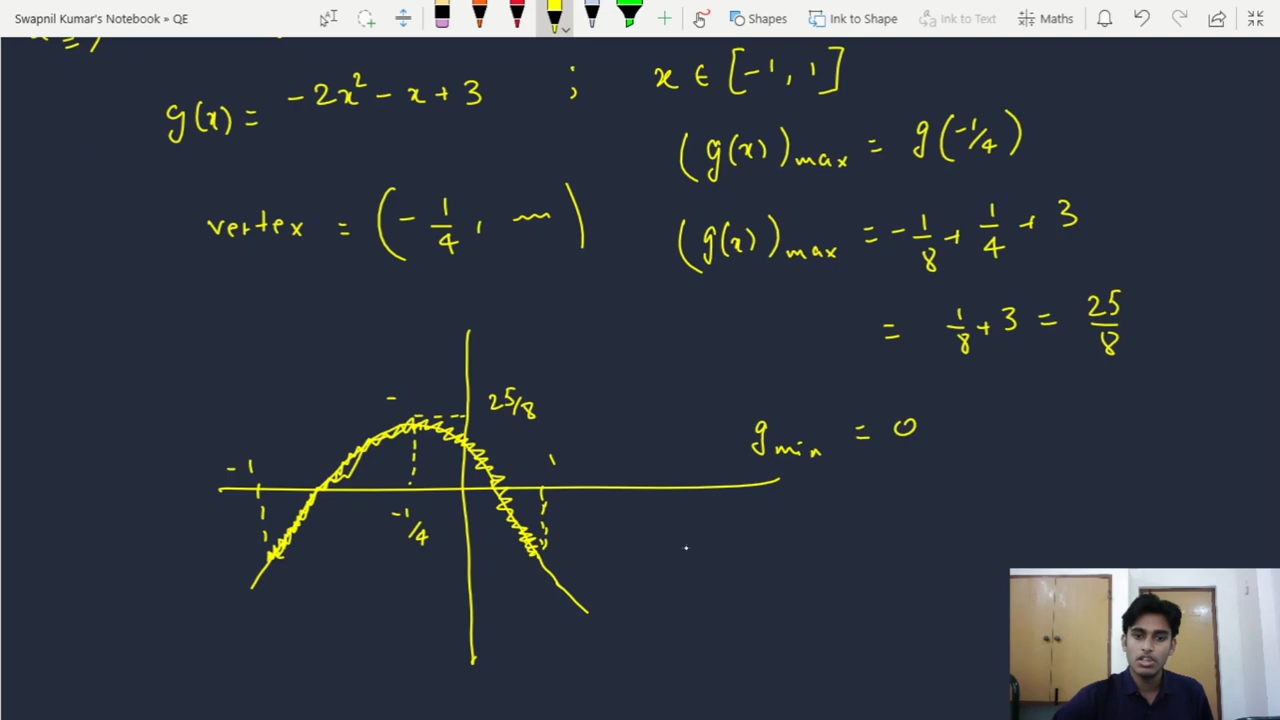 Swapnil Kumar's Notebook » QE
Shapes
Ink to Shape
Ink to Text
Maths
g(x) = -2x² - x + 3 ; x ∈ [-1, 1]
(g(x))max = g(-1/4)
vertex = (-1/4, )
(g(x))max = -1/8 + 1/4 + 3
= 1/8 + 3 = 25/8
25/8
gmin = 0
-1
1
-1/4